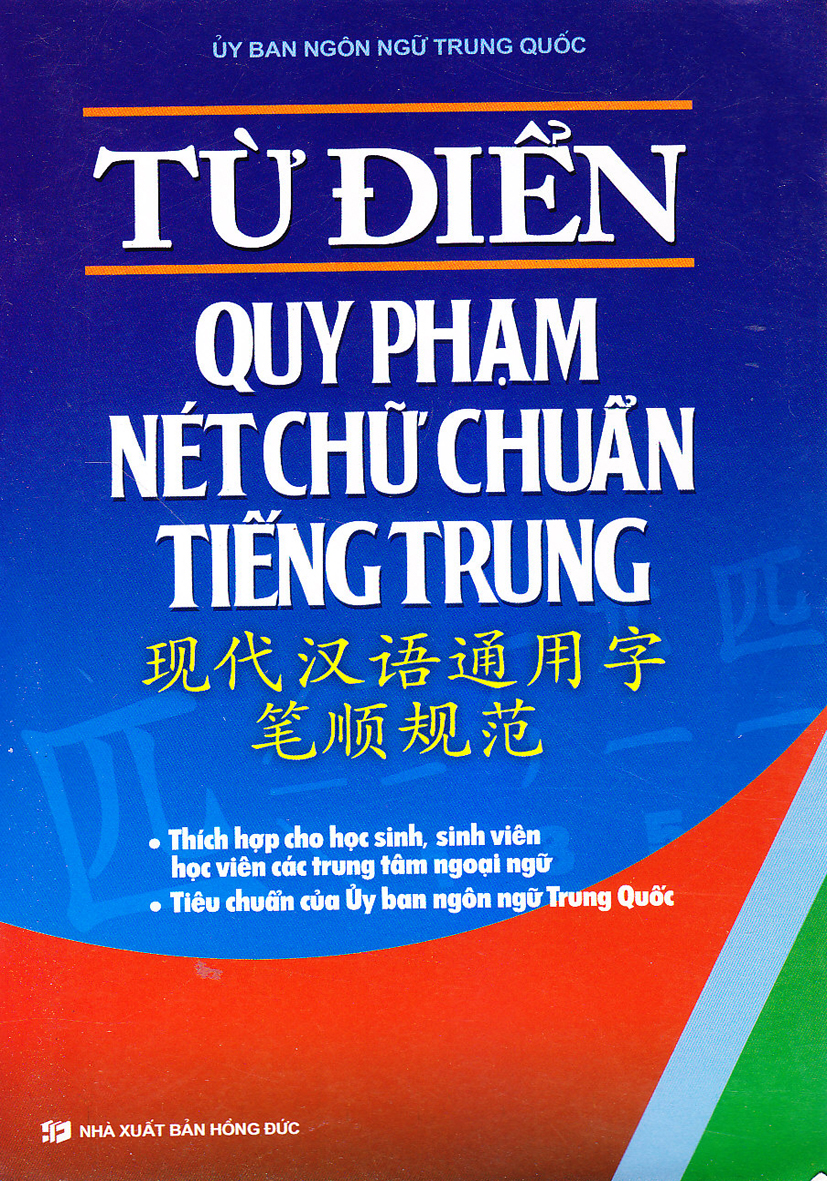 ỦY BAN NGÔN NGỮ TRUNG QUỐC
TỪ ĐIỂN
QUY PHẠM
NÉT CHỮ CHUẨN
TIẾNG TRUNG
现代汉语通用字
笔顺规范
匹
匹
• Thích hợp cho học sinh, sinh viên
học viên các trung tâm ngoại ngữ
• Tiêu chuẩn của Ủy ban ngôn ngữ Trung Quốc
NHÀ XUẤT BẢN HỒNG ĐỨC